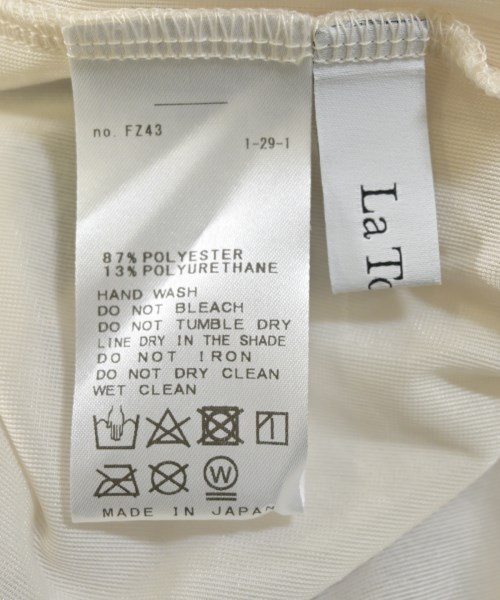 no. FZ43
1-29-1
87% POLYESTER
13% POLYURETHANE
HAND WASH
DO NOT BLEACH
DO NOT TUMBLE DRY
LINE DRY IN THE SHADE
DO NOT IRON
DO NOT DRY CLEAN
WET CLEAN
W
MADE IN JAPAN
La To